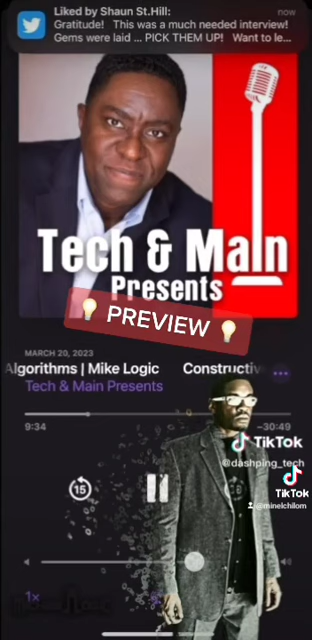 Liked by Shaun St.Hill:
now
Gratitude! This was a much needed interview!
Gems were laid ... PICK THEM UP! Want to le...
Tech & Main
Presents
PREVIEW
MARCH 20, 2023
Algorithms | Mike Logic Constructive
Tech & Main Presents
9:34
-30:49
TikTok
@dashping_tech
TikTok
@minelchilom
15
1x